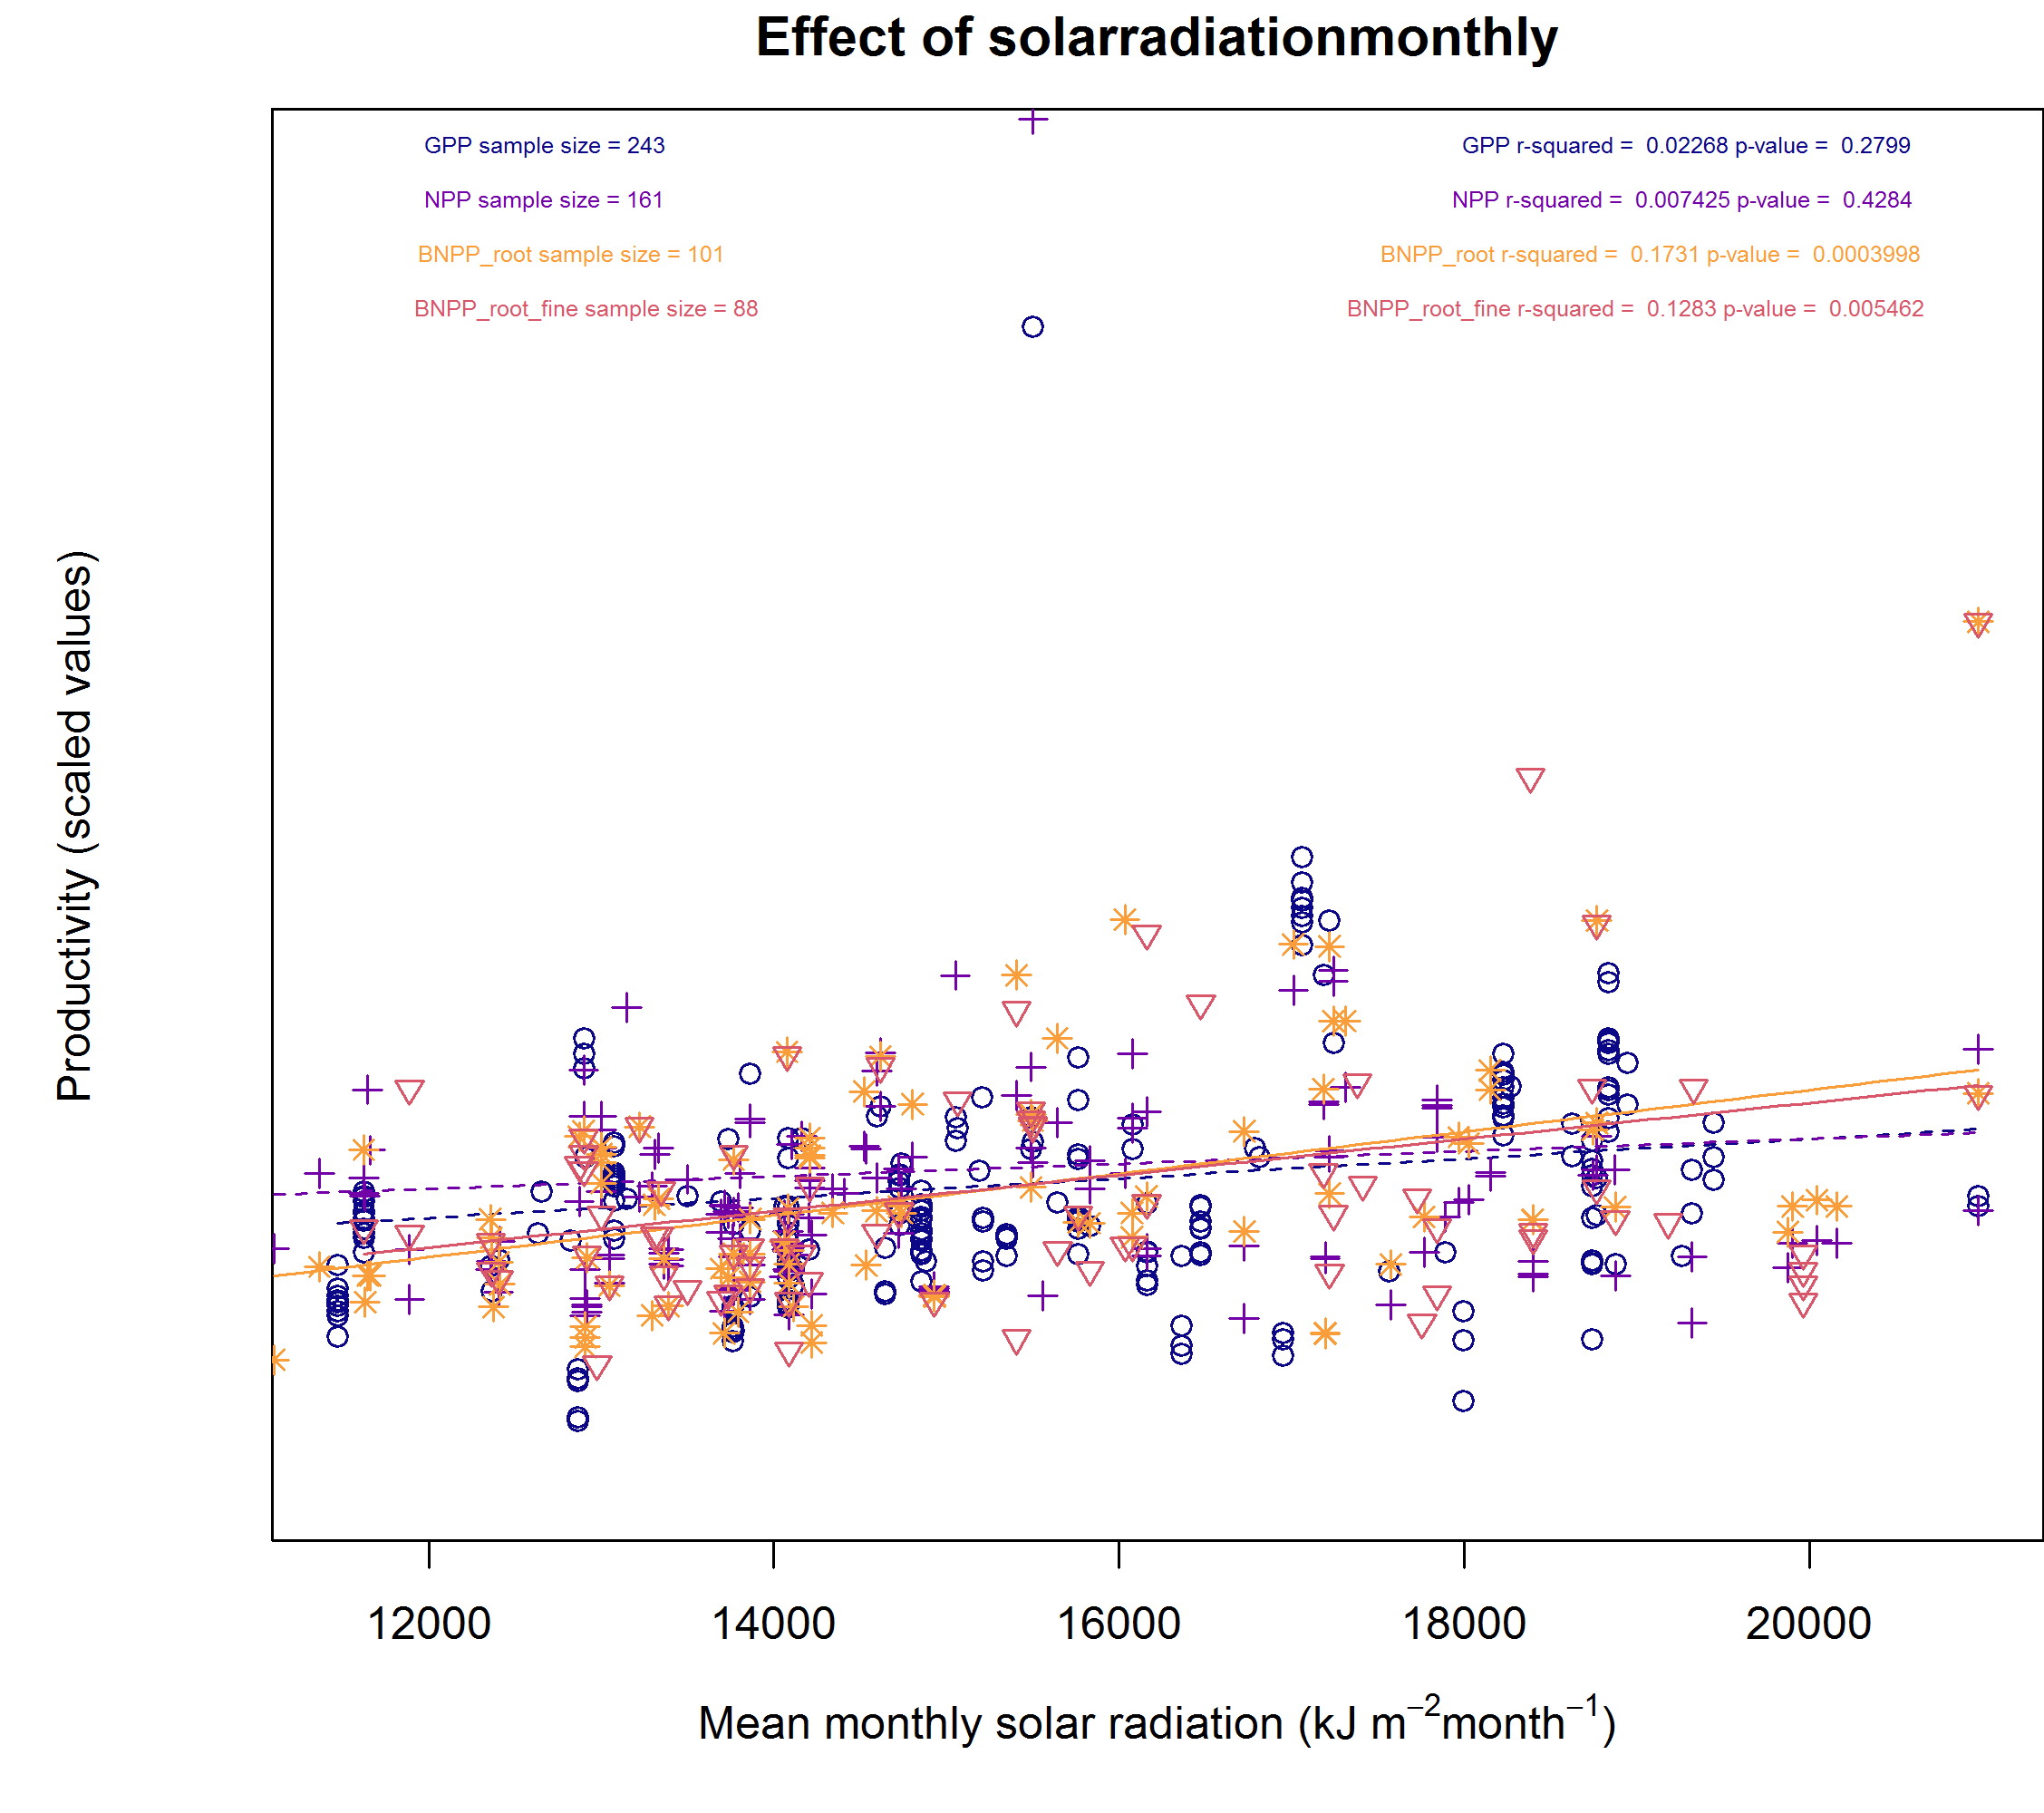 Effect of solarradiationmonthly
GPP sample size = 243
NPP sample size = 161
BNPP_root sample size = 101
BNPP_root_fine sample size = 88
GPP r-squared =  0.02268 p-value =  0.2799
NPP r-squared =  0.007425 p-value =  0.4284
BNPP_root r-squared =  0.1731 p-value =  0.0003998
BNPP_root_fine r-squared =  0.1283 p-value =  0.005462
Productivity (scaled values)
12000 14000 16000 18000 20000
Mean monthly solar radiation (kJ m⁻²month⁻¹)